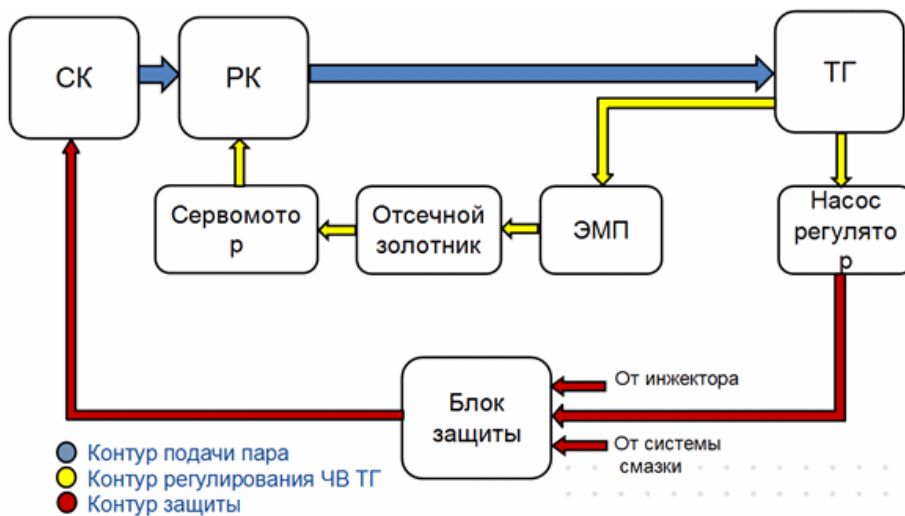 СК
РК
ТГ
Сервомото
р
Отсечной
золотник
ЭМП
Насос
регулято
р
Блок
защиты
От инжектора
От системы
смазки
Контур подачи пара
Контур регулирования ЧВ ТГ
Контур защиты